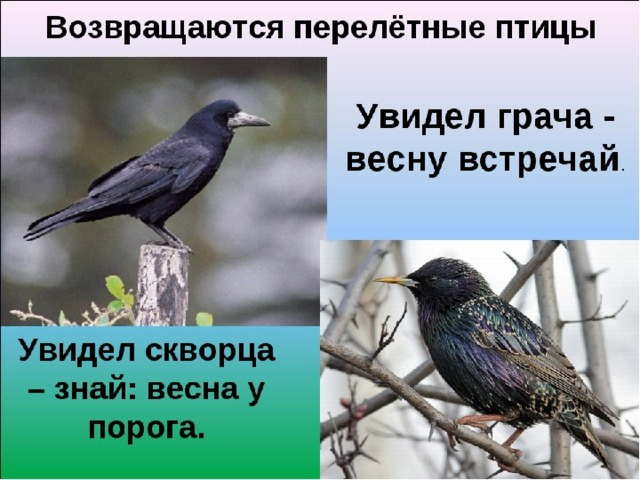 Возвращаются перелётные птицы
Увидел грача -
весну встречай.
Увидел скворца
– знай: весна у
порога.